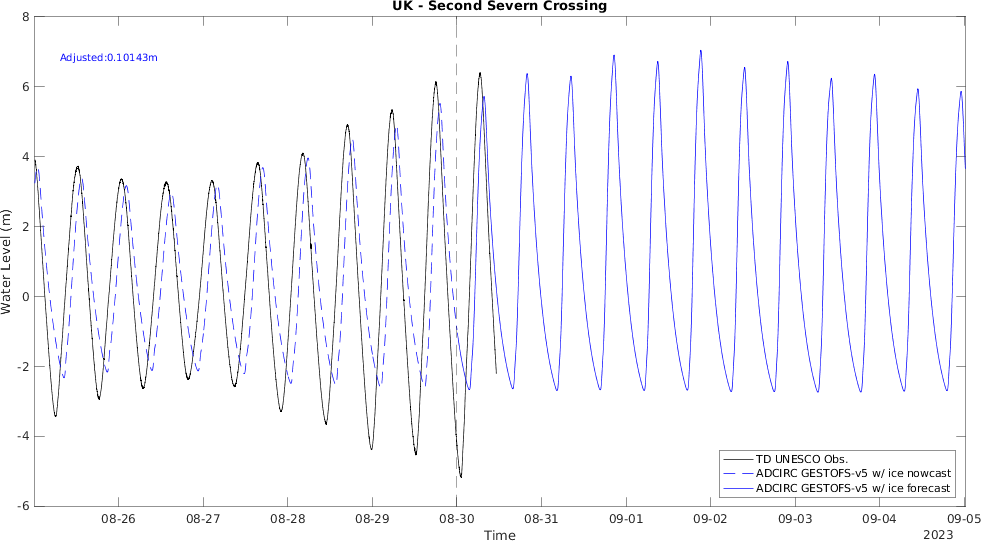 UK - Second Severn Crossing
8
6
4
2
0
-2
-4
-6
Water Level (m)
Adjusted:0.10143m
TD UNESCO Obs.
ADCIRC GESTOFS-v5 w/ ice nowcast
ADCIRC GESTOFS-v5 w/ ice forecast
08-26 08-27 08-28 08-29 08-30 08-31 09-01 09-02 09-03 09-04 09-05
Time
2023